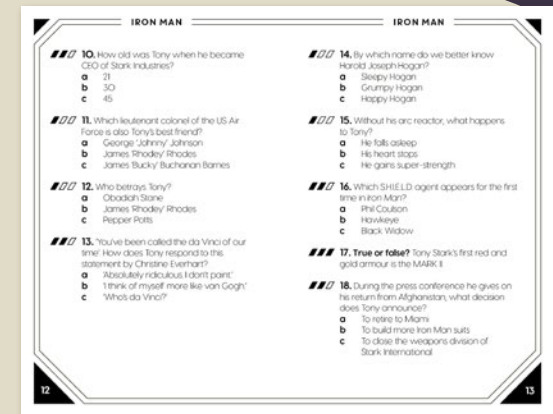 IRON MAN
10. How old was Tony when he became
CEO of Stark Industries?
a 21
b 30
c 45
11. Which lieutenant colonel of the US Air
Force is also Tony's best friend?
a George 'Johnny' Johnson
b James 'Rhodey' Rhodes
c James 'Bucky' Buchanan Barnes
12. Who betrays Tony?
a Obadiah Stane
b James 'Rhodey' Rhodes
c Pepper Potts
13. 'You've been called the da Vinci of our
time.' How does Tony respond to this
statement by Christine Everhart?
a 'Absolutely ridiculous. I don't paint.'
b 'I think of myself more like van Gogh.'
c 'Who's da Vinci?'
12
IRON MAN
14. By which name do we better know
Harold Joseph Hogan?
a Sleepy Hogan
b Grumpy Hogan
c Happy Hogan
15. Without his arc reactor, what happens
to Tony?
a He falls asleep
b His heart stops
c He gains super-strength
16. Which S.H.I.E.L.D. agent appears for the first
time in Iron Man?
a Phil Coulson
b Hawkeye
c Black Widow
17. True or false? Tony Stark's first red and
gold armour is the MARK II.
18. During the press conference he gives on
his return from Afghanistan, what decision
does Tony announce?
a To retire to Miami
b To build more Iron Man suits
c To close the weapons division of
Stark International
13